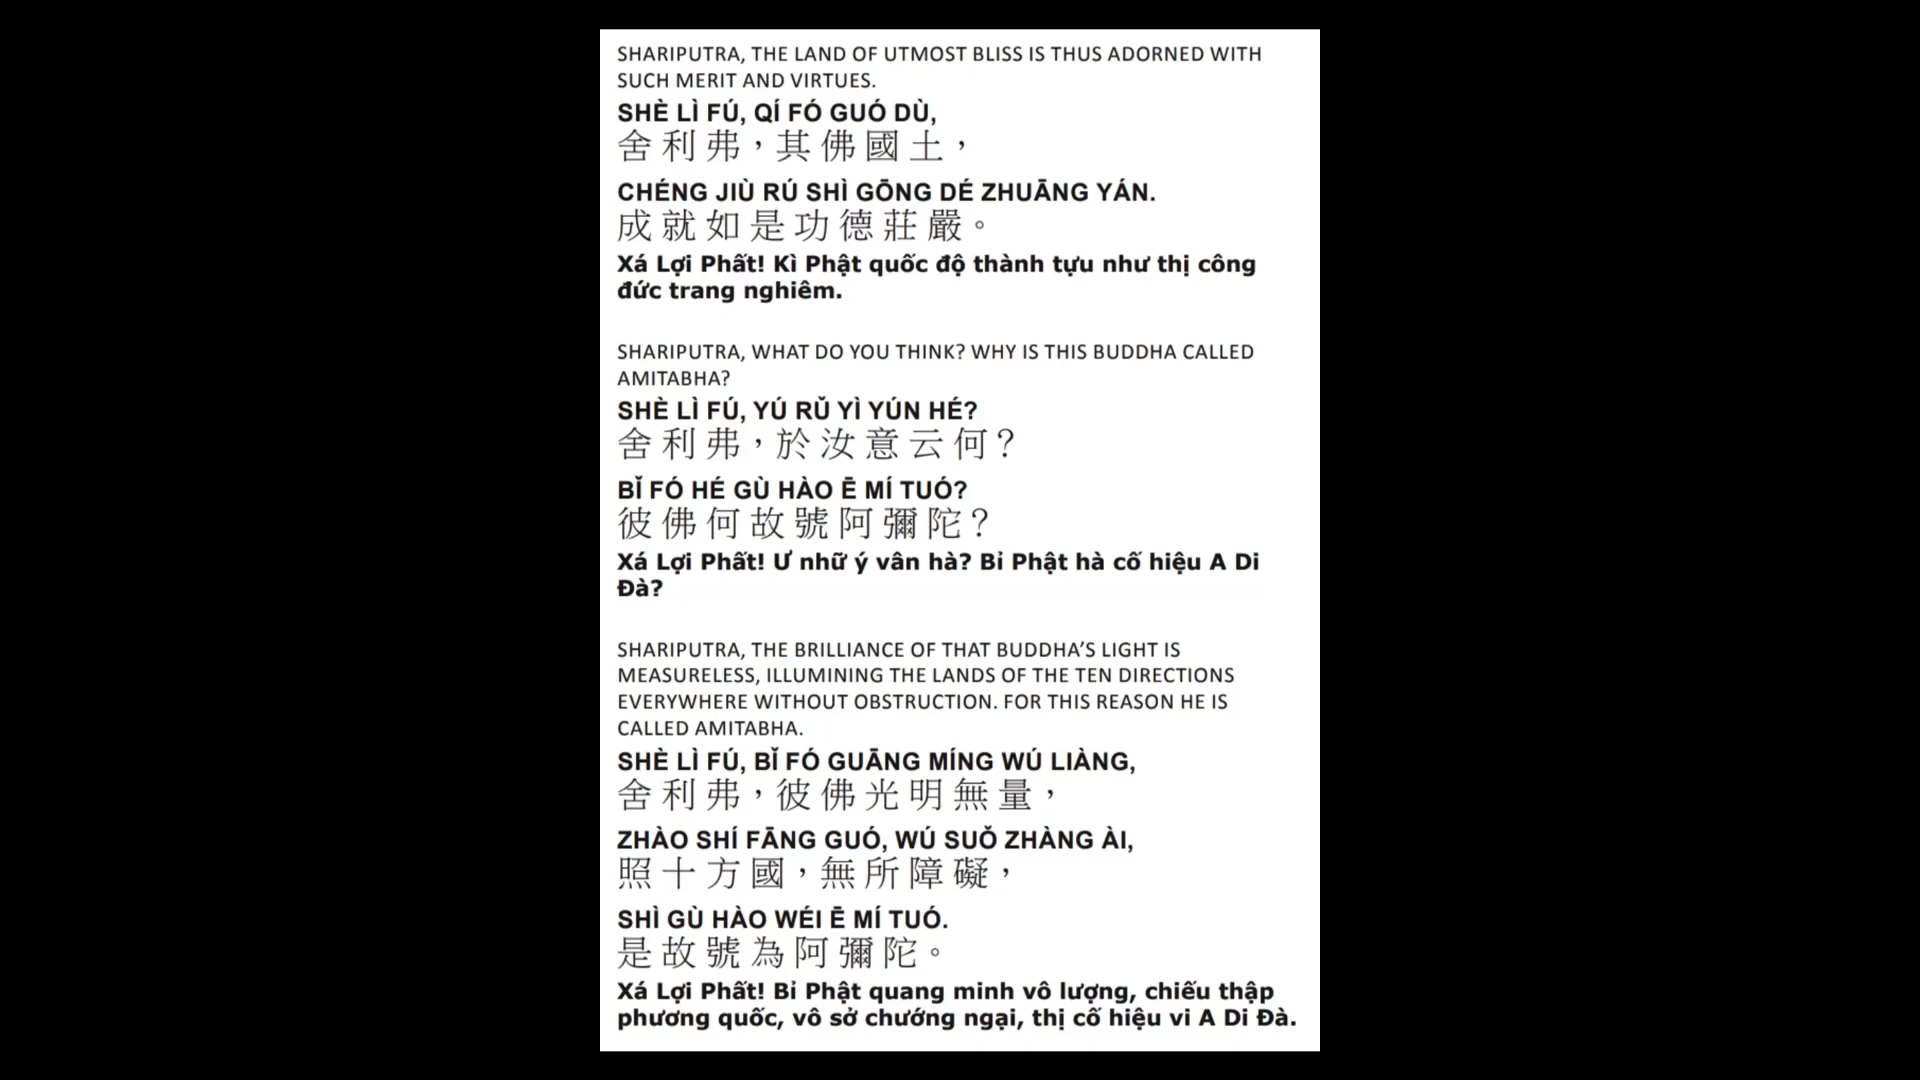 SHARIPUTRA, THE LAND OF UTMOST BLISS IS THUS ADORNED WITH
SUCH MERIT AND VIRTUES.
SHÈ LÌ FÚ, QÍ FÓ GUÓ DÙ,
舍利弗，其佛國土，
CHÉNG JIÙ RÚ SHÌ GŌNG DÉ ZHUĀNG YÁN.
成就如是功德莊嚴。
Xá Lợi Phất! Kì Phật quốc độ thành tựu như thị công
đức trang nghiêm.
SHARIPUTRA, WHAT DO YOU THINK? WHY IS THIS BUDDHA CALLED
AMITABHA?
SHÈ LÌ FÚ, YÚ RǓ YÌ YÚN HÉ?
舍利弗，於汝意云何？
BǏ FÓ HÉ GÙ HÀO Ē MÍ TUÓ?
彼佛何故號阿彌陀？
Xá Lợi Phất! Ư nhữ ý vân hà? Bỉ Phật hà cố hiệu A Di
Đà?
SHARIPUTRA, THE BRILLIANCE OF THAT BUDDHA’S LIGHT IS
MEASURELESS, ILLUMINING THE LANDS OF THE TEN DIRECTIONS
EVERYWHERE WITHOUT OBSTRUCTION. FOR THIS REASON HE IS
CALLED AMITABHA.
SHÈ LÌ FÚ, BǏ FÓ GUĀNG MÍNG WÚ LIÀNG,
舍利弗，彼佛光明無量，
ZHÀO SHÍ FĀNG GUÓ, WÚ SUǑ ZHÀNG ÀI,
照十方國，無所障礙，
SHÌ GÙ HÀO WÉI Ē MÍ TUÓ.
是故號為阿彌陀。
Xá Lợi Phất! Bỉ Phật quang minh vô lượng, chiếu thập
phương quốc, vô sở chướng ngại, thị cố hiệu vi A Di Đà.